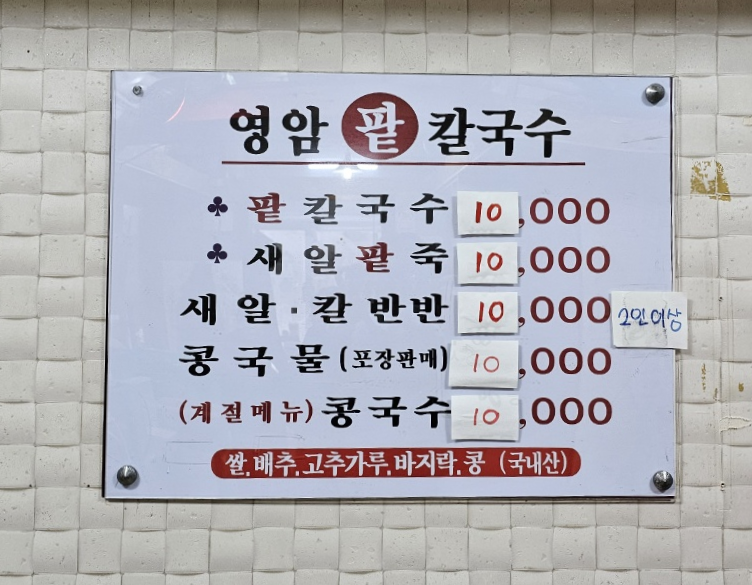 영암 팥 칼국수
♣ 팥칼국수 10,000
♣ 새알팥죽 10,000
새알·칼반반 10,000 2인이상
콩국물(포장판매) 10,000
(계절메뉴) 콩국수 10,000
쌀.배추.고추가루.바지락.콩 (국내산)